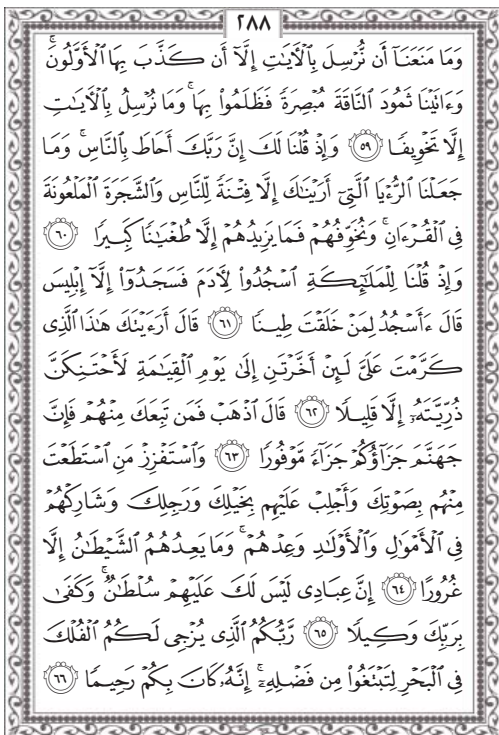 ٢٨٨
وَمَا مَنَعَنَآ أَن نُّرْسِلَ بِٱلْأٓيَٰتِ إِلَّآ أَن كَذَّبَ بِهَا ٱلْأَوَّلُونَۚ
وَءَاتَيْنَا ثَمُودَ ٱلنَّاقَةَ مُبْصِرَةً فَظَلَمُوا۟ بِهَاۚ وَمَا نُرْسِلُ بِٱلْأٓيَٰتِ
إِلَّا تَخْوِيفًا ٥٩ وَإِذْ قُلْنَا لَكَ إِنَّ رَبَّكَ أَحَاطَ بِٱلنَّاسِۚ وَمَا
جَعَلْنَا ٱلرُّءْيَا ٱلَّتِىٓ أَرَيْنَٰكَ إِلَّا فِتْنَةً لِّلنَّاسِ وَٱلشَّجَرَةَ ٱلْمَلْعُونَةَ
فِى ٱلْقُرْءَانِۚ وَنُخَوِّفُهُمْ فَمَا يَزِيدُهُمْ إِلَّا طُغْيَٰنًا كَبِيرًا ٦٠
وَإِذْ قُلْنَا لِلْمَلَٰٓئِكَةِ ٱسْجُدُوا۟ لِأَدَمَ فَسَجَدُوٓا۟ إِلَّآ إِبْلِيسَ
قَالَ ءَأَسْجُدُ لِمَنْ خَلَقْتَ طِينًا ٦١ قَالَ أَرَءَيْتَكَ هَٰذَا ٱلَّذِى
كَرَّمْتَ عَلَىَّ لَئِنْ أَخَّرْتَنِ إِلَىٰ يَوْمِ ٱلْقِيَٰمَةِ لَأَحْتَنِكَنَّ
ذُرِّيَّتَهُۥٓ إِلَّا قَلِيلًا ٦٢ قَالَ ٱذْهَبْ فَمَن تَبِعَكَ مِنْهُمْ فَإِنَّ
جَهَنَّمَ جَزَآؤُكُمْ جَزَآءً مَّوْفُورًا ٦٣ وَٱسْتَفْزِزْ مَنِ ٱسْتَطَعْتَ
مِنْهُم بِصَوْتِكَ وَأَجْلِبْ عَلَيْهِم بِخَيْلِكَ وَرَجِلِكَ وَشَارِكْهُمْ
فِى ٱلْأَمْوَٰلِ وَٱلْأَوْلَٰدِ وَعِدْهُمْۚ وَمَا يَعِدُهُمُ ٱلشَّيْطَٰنُ إِلَّا
غُرُورًا ٦٤ إِنَّ عِبَادِى لَيْسَ لَكَ عَلَيْهِمْ سُلْطَٰنٌۚ وَكَفَىٰ
بِرَبِّكَ وَكِيلًا ٦٥ رَّبُّكُمُ ٱلَّذِى يُزْجِى لَكُمُ ٱلْفُلْكَ
فِى ٱلْبَحْرِ لِتَبْتَغُوا۟ مِن فَضْلِهِۦٓۚ إِنَّهُۥ كَانَ بِكُمْ رَحِيمًا ٦٦